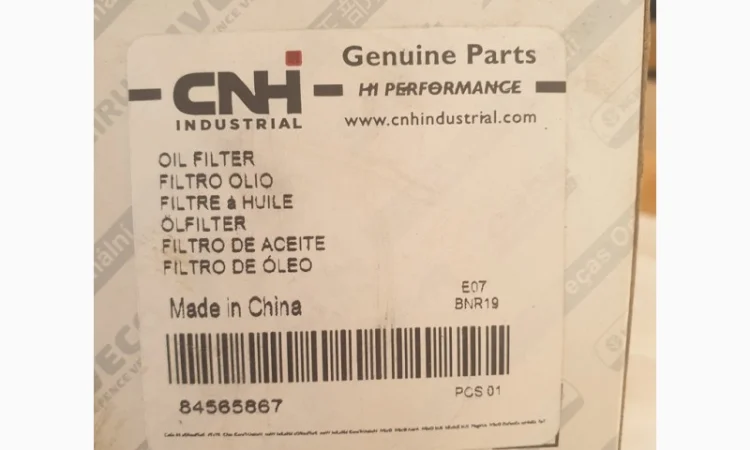 CNH
INDUSTRIAL
Genuine Parts
HI PERFORMANCE
www.cnhindustrial.com
OIL FILTER
FILTRO OLIO
FILTRE à HUILE
ÖLFILTER
FILTRO DE ACEITE
FILTRO DE ÓLEO
Made in China
E07
BNR19
84565867
PCS 01